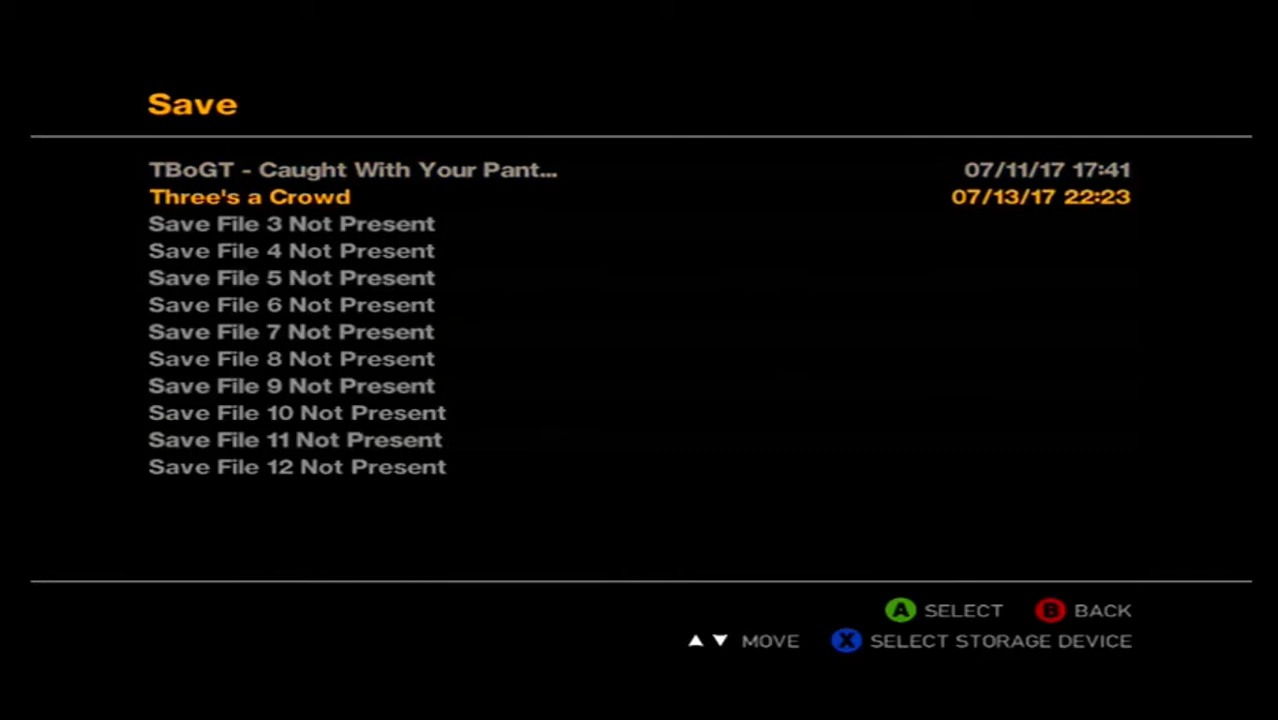 Save
TBoGT - Caught With Your Pant... 07/11/17 17:41
Three's a Crowd 07/13/17 22:23
Save File 3 Not Present
Save File 4 Not Present
Save File 5 Not Present
Save File 6 Not Present
Save File 7 Not Present
Save File 8 Not Present
Save File 9 Not Present
Save File 10 Not Present
Save File 11 Not Present
Save File 12 Not Present
A SELECT B BACK
MOVE X SELECT STORAGE DEVICE